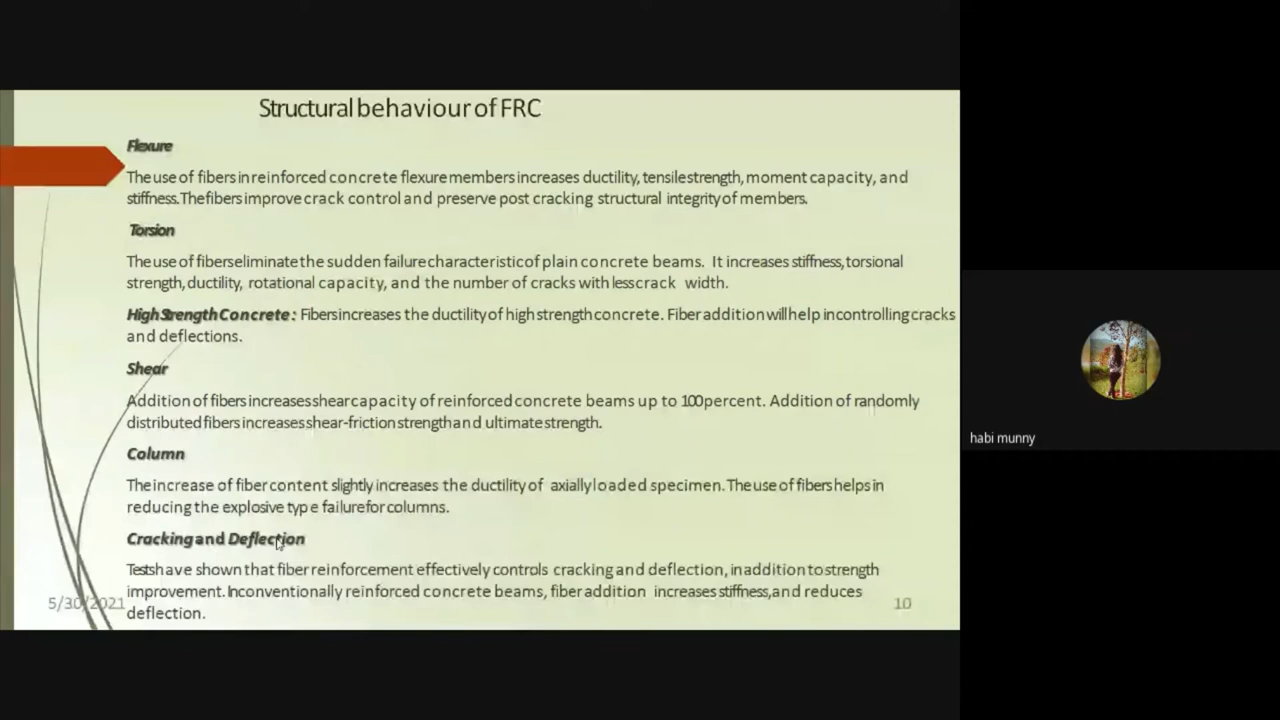 Structural behaviour of FRC
Flexure
The use of fibers in reinforced concrete flexure members increases ductility, tensile strength, moment capacity, and
stiffness. The fibers improve crack control and preserve post cracking structural integrity of members.
Torsion
The use of fibers eliminate the sudden failure characteristic of plain concrete beams. It increases stiffness, torsional
strength, ductility, rotational capacity, and the number of cracks with less crack width.
High Strength Concrete : Fibers increases the ductility of high strength concrete. Fiber addition will help in controlling cracks
and deflections.
Shear
Addition of fibers increases shear capacity of reinforced concrete beams up to 100 percent. Addition of randomly
distributed fibers increases shear-friction strength and ultimate strength.
Column
The increase of fiber content slightly increases the ductility of axially loaded specimen. The use of fibers helps in
reducing the explosive type failure for columns.
Cracking and Deflection
Tests have shown that fiber reinforcement effectively controls cracking and deflection, in addition to strength
improvement. In conventionally reinforced concrete beams, fiber addition increases stiffness, and reduces
deflection.
5/30/2021
10
habi munny